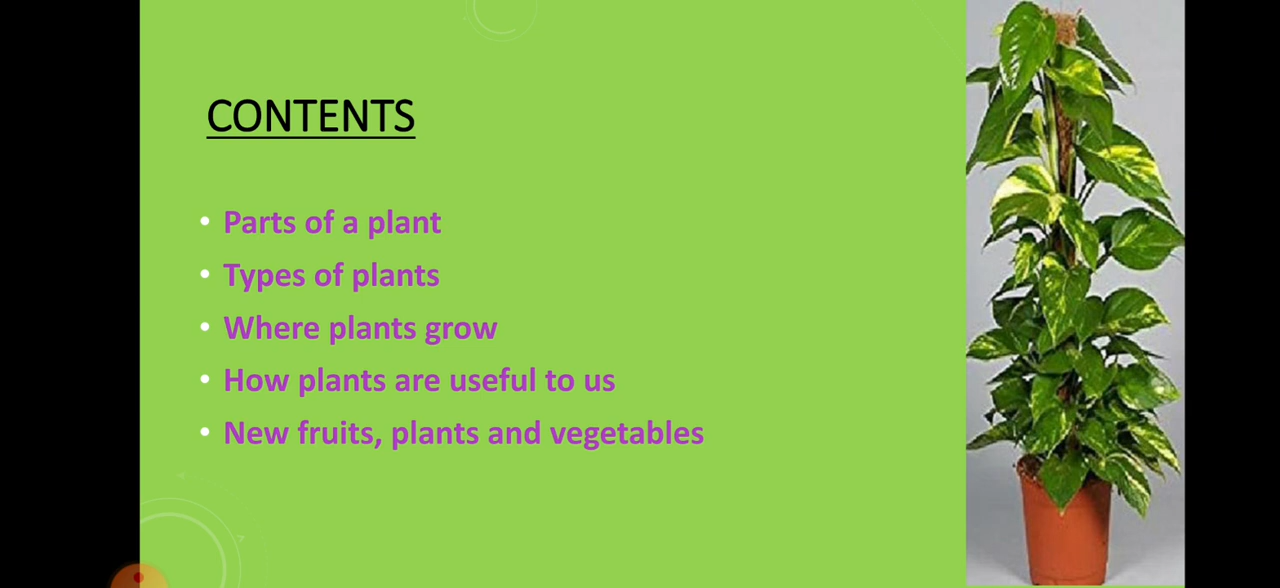 CONTENTS
• Parts of a plant
• Types of plants
• Where plants grow
• How plants are useful to us
• New fruits, plants and vegetables